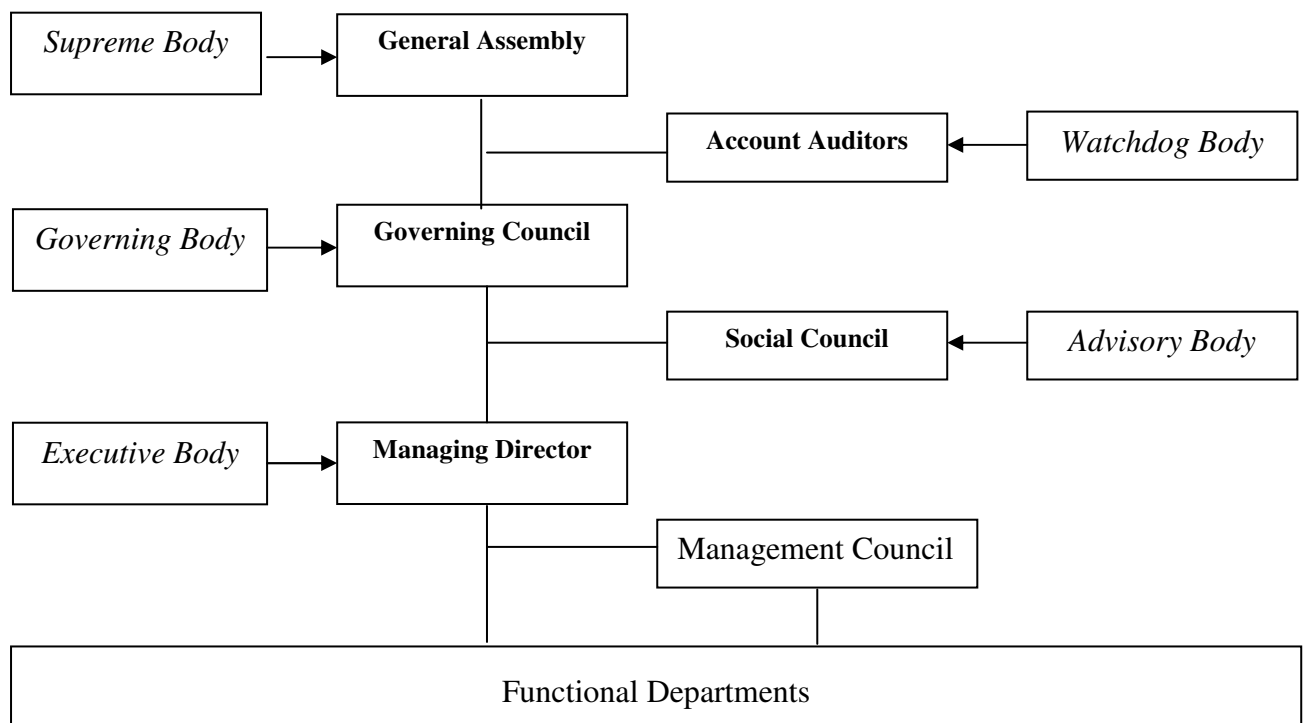 Supreme Body
General Assembly
Account Auditors
Watchdog Body
Governing Body
Governing Council
Social Council
Advisory Body
Executive Body
Managing Director
Management Council
Functional Departments